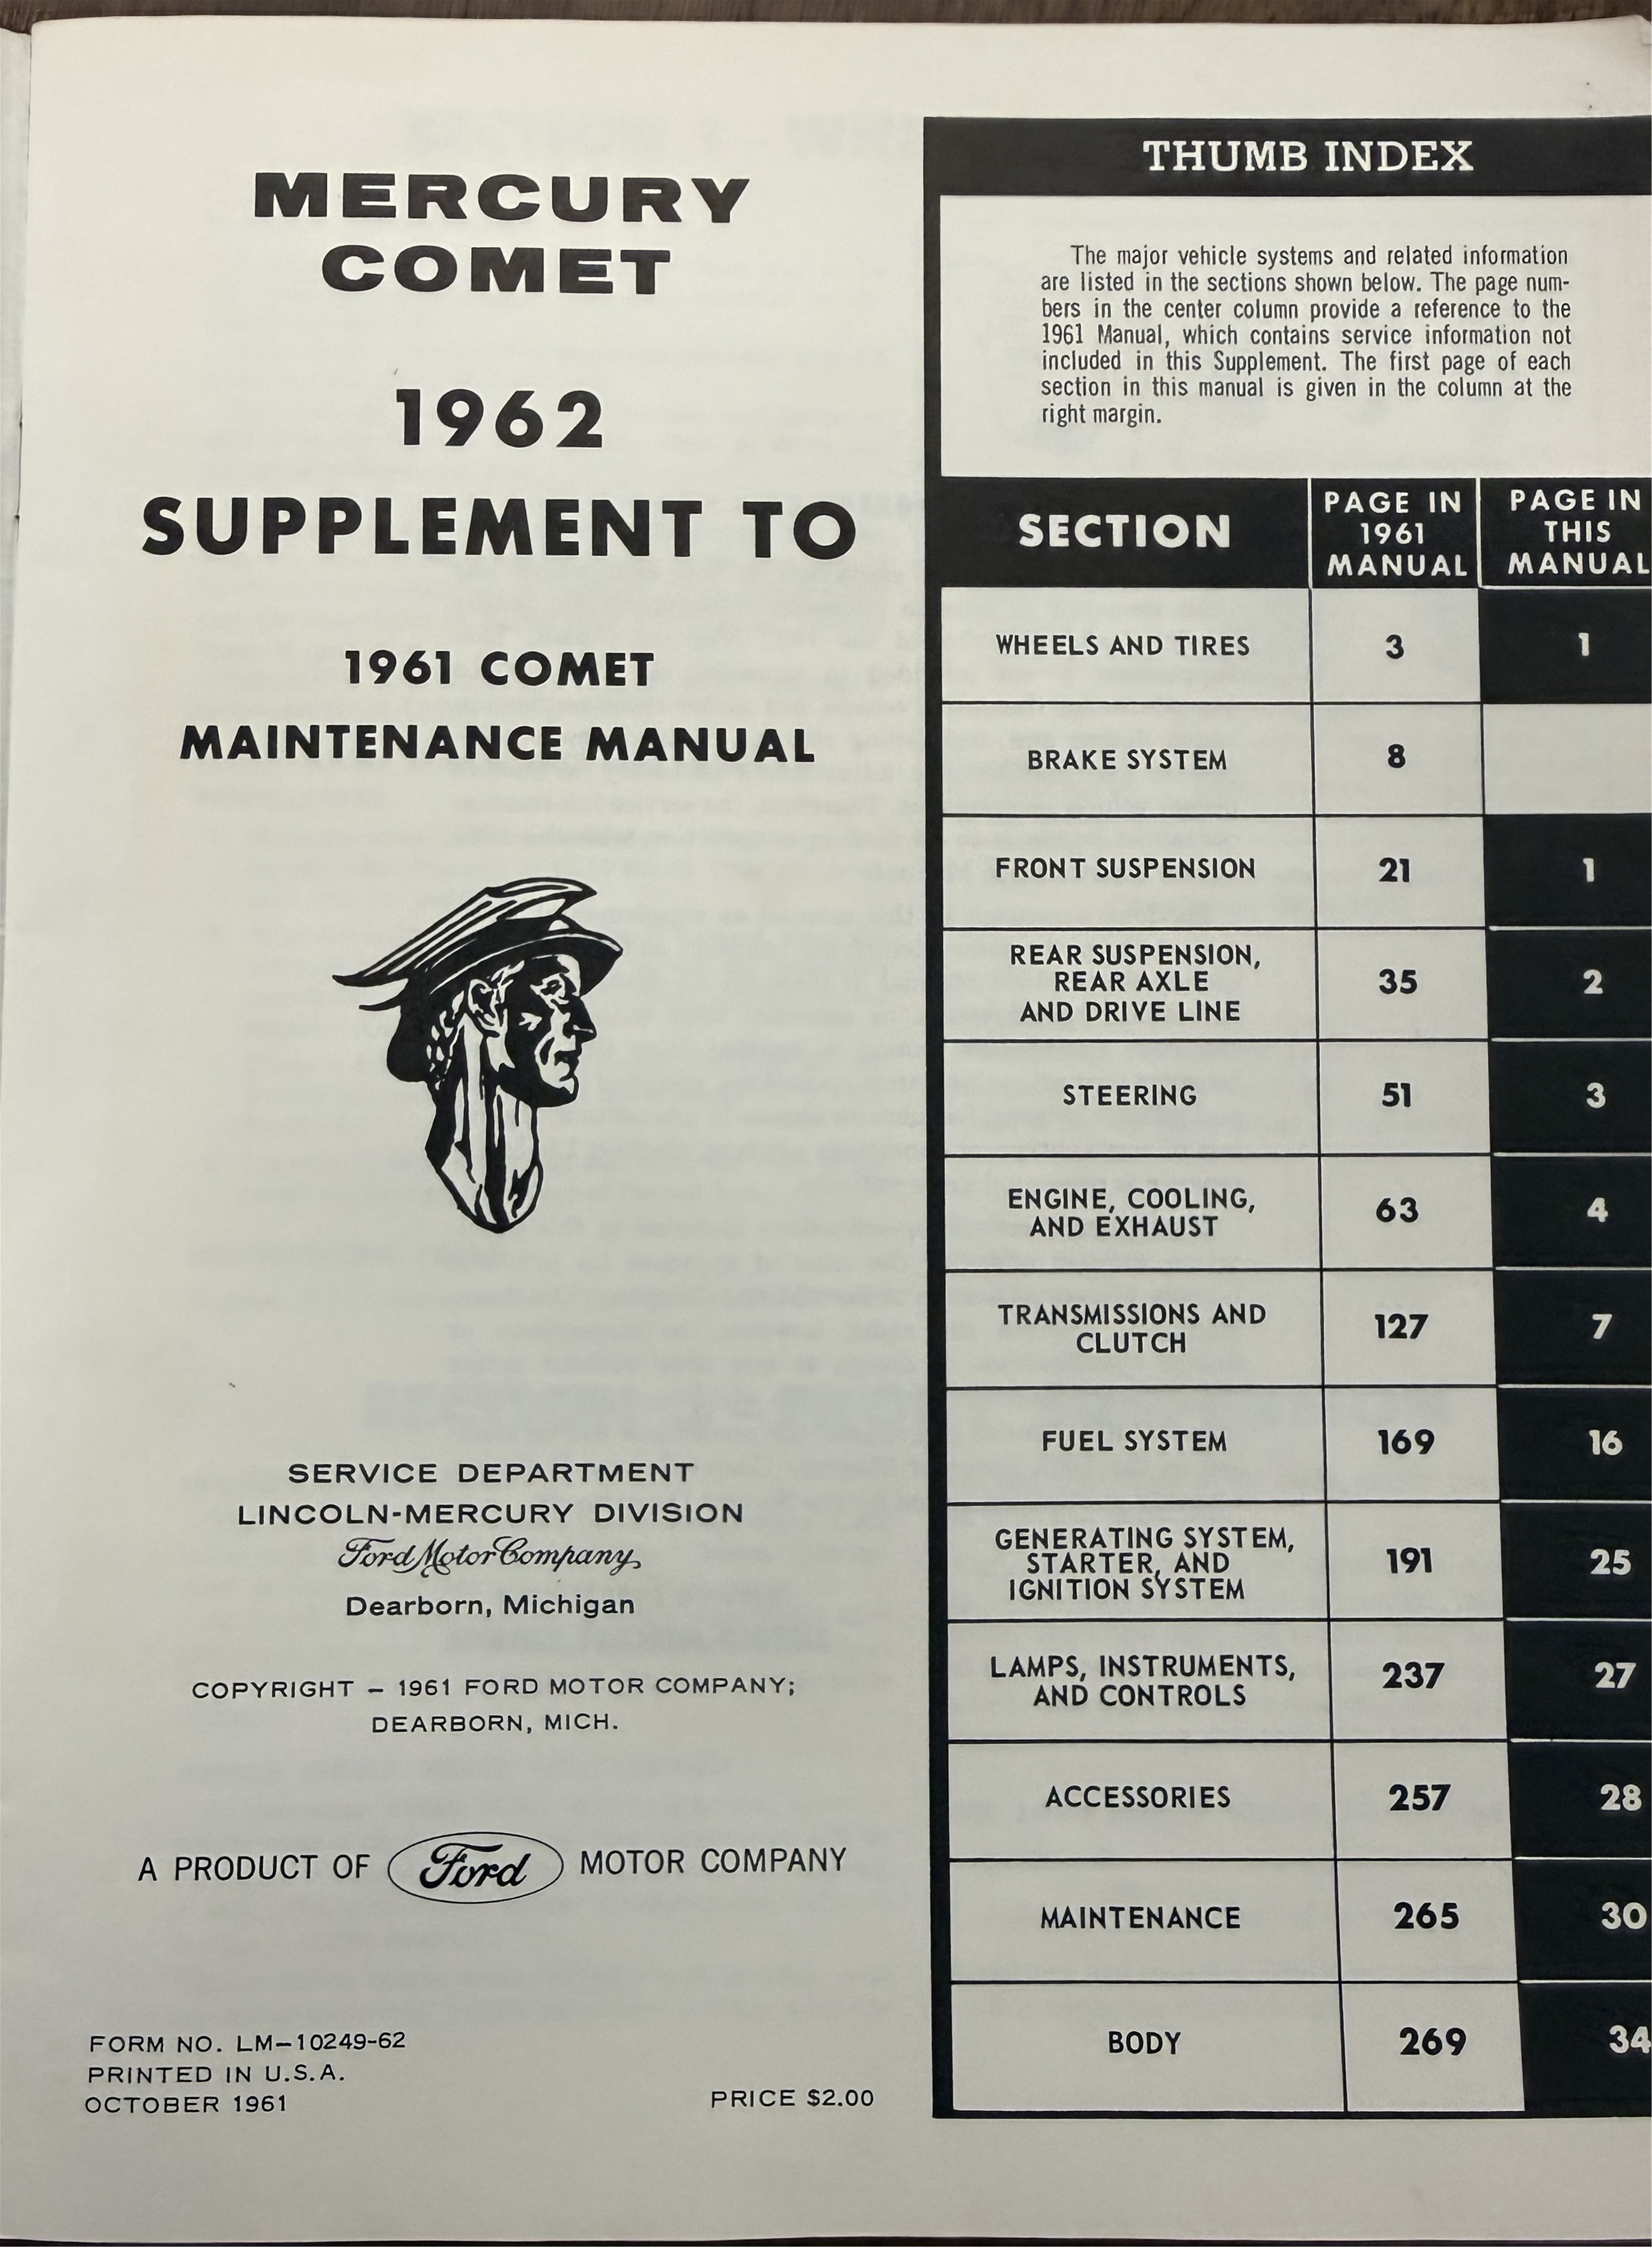 MERCURY
COMET
1962
SUPPLEMENT TO
1961 COMET
MAINTENANCE MANUAL
SERVICE DEPARTMENT
LINCOLN-MERCURY DIVISION
Ford Motor Company,
Dearborn, Michigan
COPYRIGHT – 1961 FORD MOTOR COMPANY;
DEARBORN, MICH.
A PRODUCT OF Ford MOTOR COMPANY
FORM NO. LM–10249-62
PRINTED IN U.S.A.
OCTOBER 1961
PRICE $2.00
THUMB INDEX
The major vehicle systems and related information
are listed in the sections shown below. The page num-
bers in the center column provide a reference to the
1961 Manual, which contains service information not
included in this Supplement. The first page of each
section in this manual is given in the column at the
right margin.
SECTION
PAGE IN
1961
MANUAL
PAGE IN
THIS
MANUAL
WHEELS AND TIRES 3 1
BRAKE SYSTEM 8
FRONT SUSPENSION 21 1
REAR SUSPENSION,
REAR AXLE 35 2
AND DRIVE LINE
STEERING 51 3
ENGINE, COOLING,
AND EXHAUST 63 4
TRANSMISSIONS AND
CLUTCH 127 7
FUEL SYSTEM 169 16
GENERATING SYSTEM,
STARTER, AND 191 25
IGNITION SYSTEM
LAMPS, INSTRUMENTS,
AND CONTROLS 237 27
ACCESSORIES 257 28
MAINTENANCE 265 30
BODY 269 34